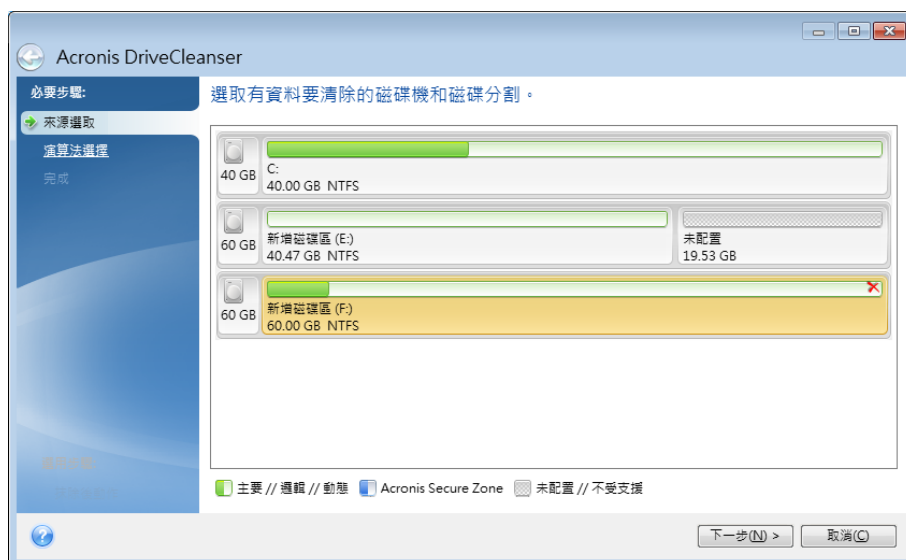 Acronis DriveCleanser
必要步驟:
來源選取
演算法選擇
完成
選取有資料要清除的磁碟機和磁碟分割。
40 GB
C:
40.00 GB NTFS
60 GB
新增磁碟區 (E:)
40.47 GB NTFS
未配置
19.53 GB
60 GB
新增磁碟區 (F:)
60.00 GB NTFS
主要 // 邏輯 // 動態
Acronis Secure Zone
未配置 // 不受支援
下一步(N) >
取消(C)